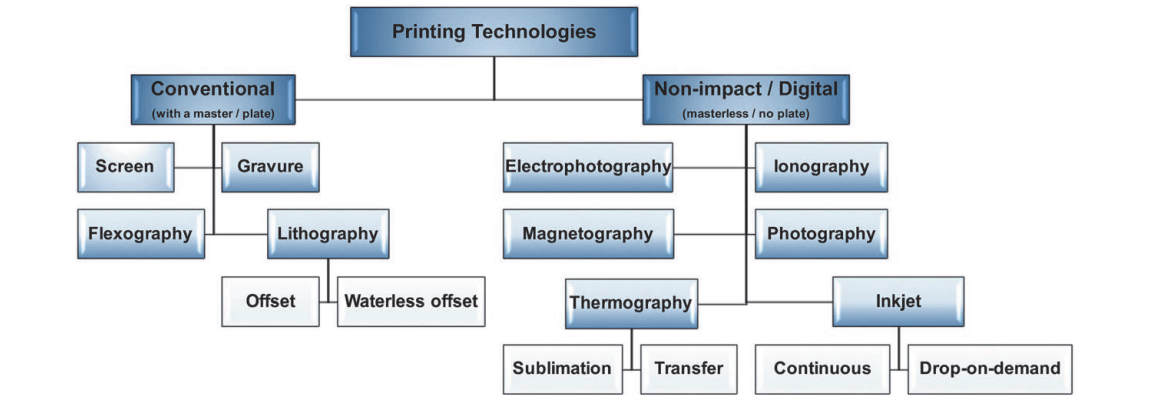 Printing Technologies
Conventional
(with a master / plate)
Non-impact / Digital
(masterless / no plate)
Screen
Gravure
Electrophotography
Ionography
Flexography
Lithography
Magnetography
Photography
Offset
Waterless offset
Thermography
Inkjet
Sublimation
Transfer
Continuous
Drop-on-demand